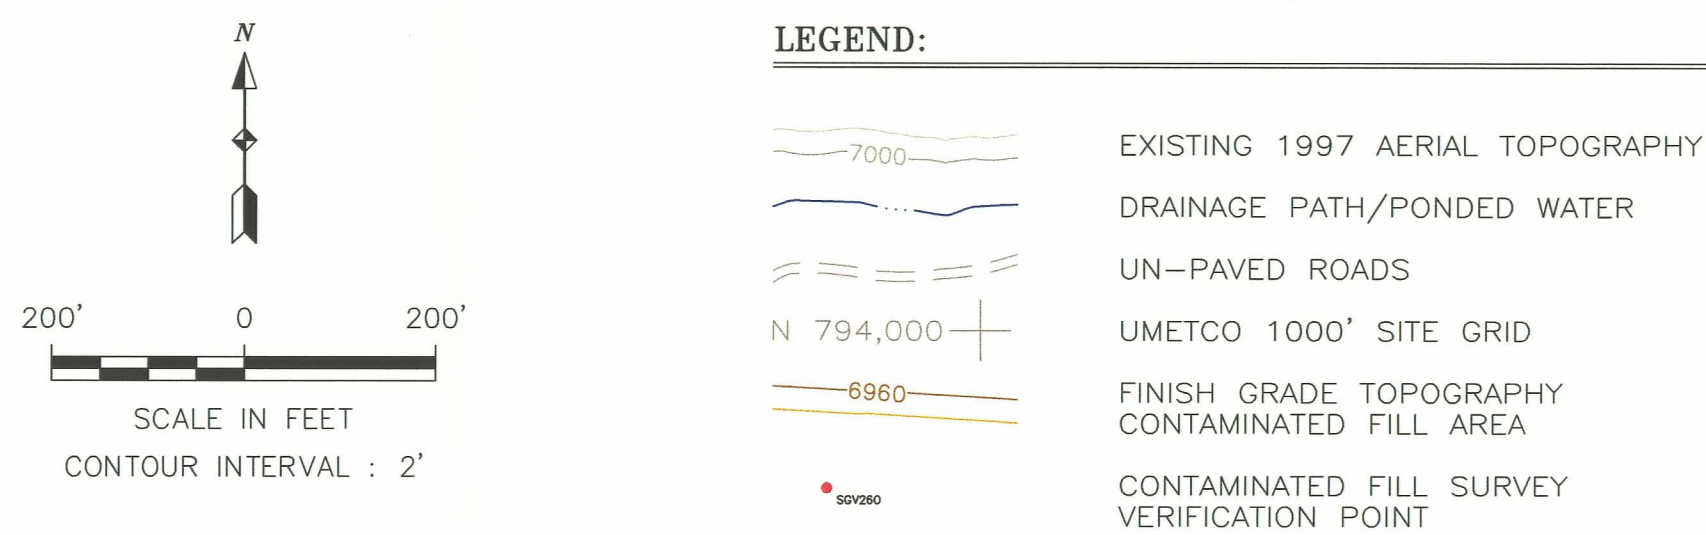 N
200' 0 200'
SCALE IN FEET
CONTOUR INTERVAL : 2'
LEGEND:
7000 EXISTING 1997 AERIAL TOPOGRAPHY
DRAINAGE PATH/PONDED WATER
UN-PAVED ROADS
N 794,000 UMETCO 1000' SITE GRID
6960 FINISH GRADE TOPOGRAPHY
CONTAMINATED FILL AREA
SGV260 CONTAMINATED FILL SURVEY
VERIFICATION POINT